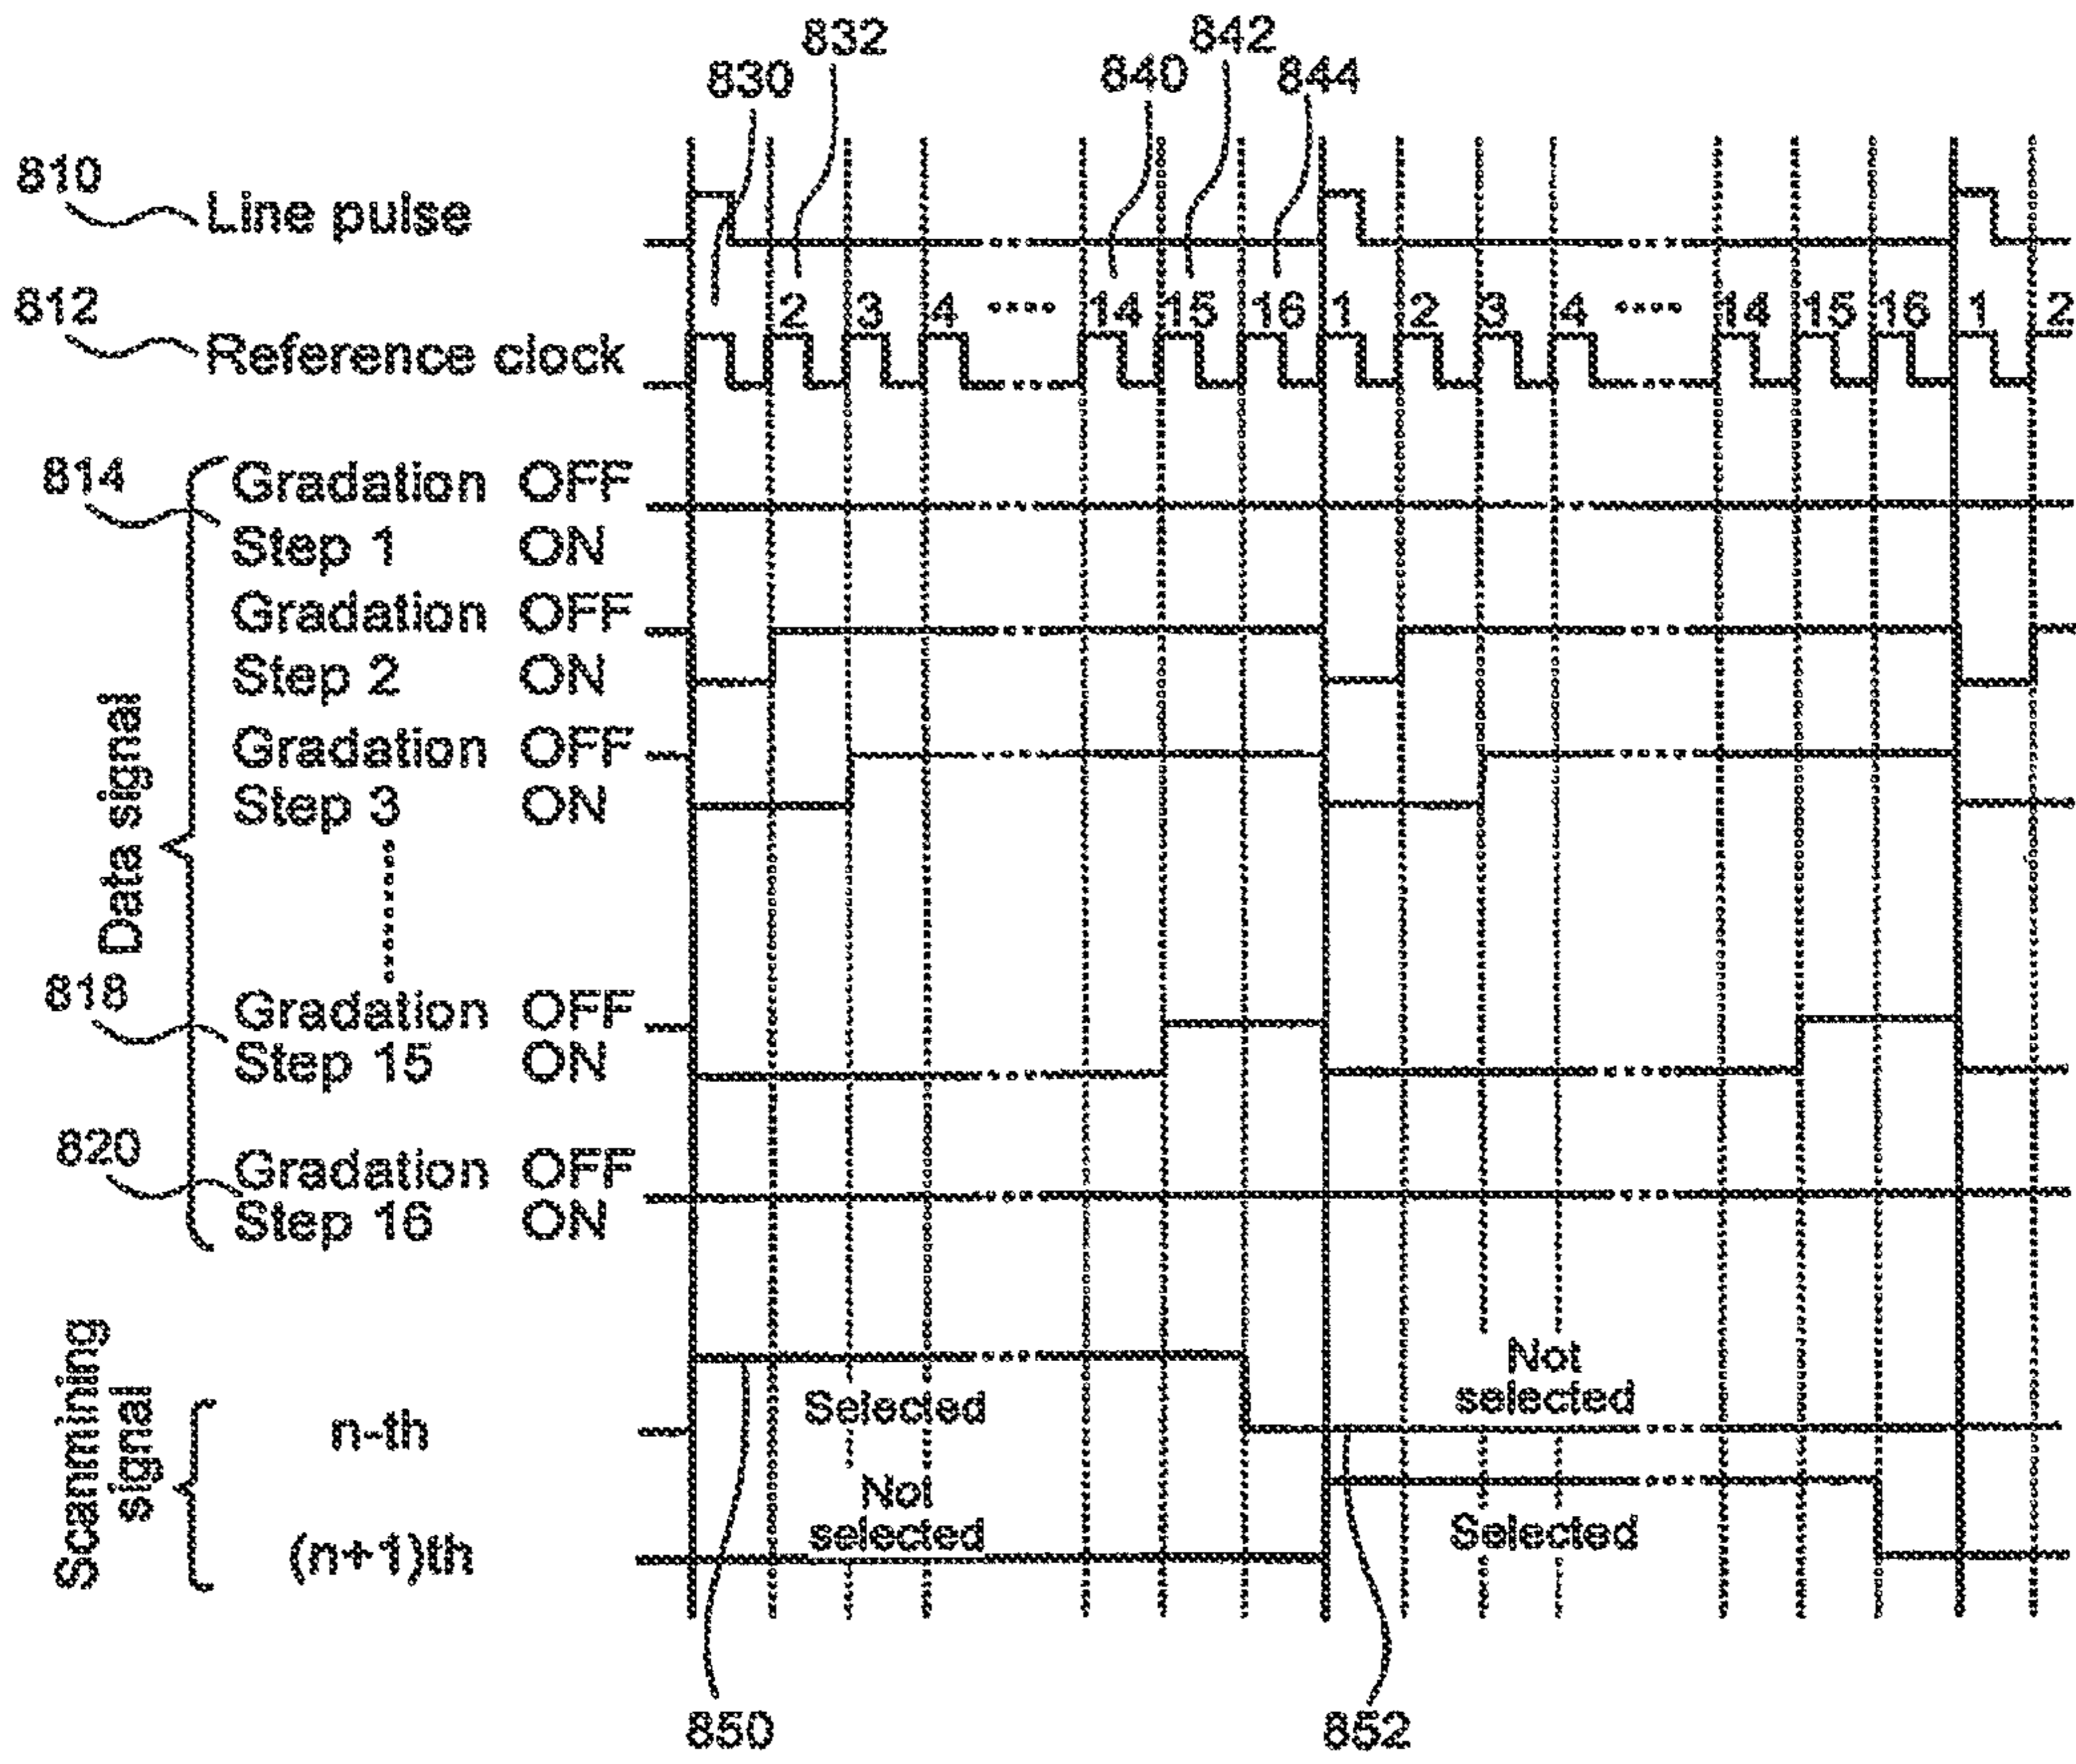 832
842
830
840
844
810
Line pulse
812
2 3 4 14 15 16 1 2 3 4 14 15 16 1 2
Reference clock
814
Gradation OFF
Step 1 ON
Gradation OFF
Step 2 ON
Gradation OFF
Step 3 ON
Data signal
818
Gradation OFF
Step 15 ON
820
Gradation OFF
Step 16 ON
Scanming
signal
n-th
Selected
Not
selected
(n+1)th
Not
selected
Selected
850
852